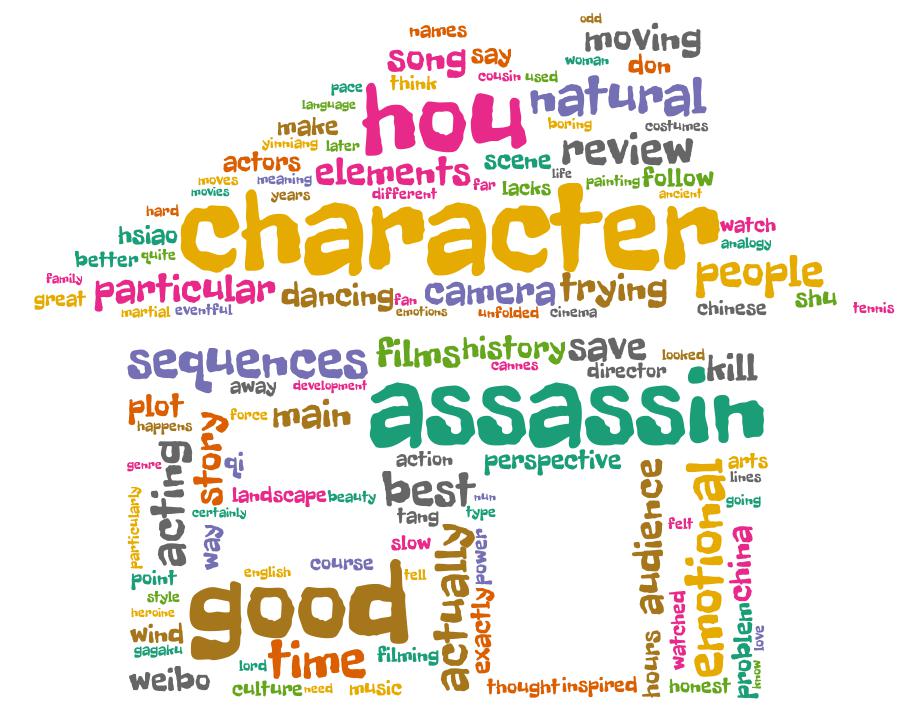 odd
names
moving
song say
woman don
cousin used
think
pace
hou natural
language
make
boring costumes
yinniang later
review
actors
scene
elements
life
moves meaning
far lacks
painting follow
movies
years
different
ancient
hard
character
watch
hsiao
analogy
better quite
people
family
particular
dancing
fan
camera trying
great
shu
martial eventful
emotions
unfolded cinema
chinese
tennis
sequences
films history save
looked
kill
cannes
director
away development
assassin
plot
force main
happens
story
acting
genre
qi
action
perspective
arts
lines
landscape beauty
best
nun
going
certainly
tang
type
particularly
way
audience
emotional
felt
slow
actually
power
china
point
english
course
tell
style
good
heroine
wind
gagaku
exactly
watched
problem
love
lord time
filming
weibo
culture need music
thought inspired
hours
honest
know